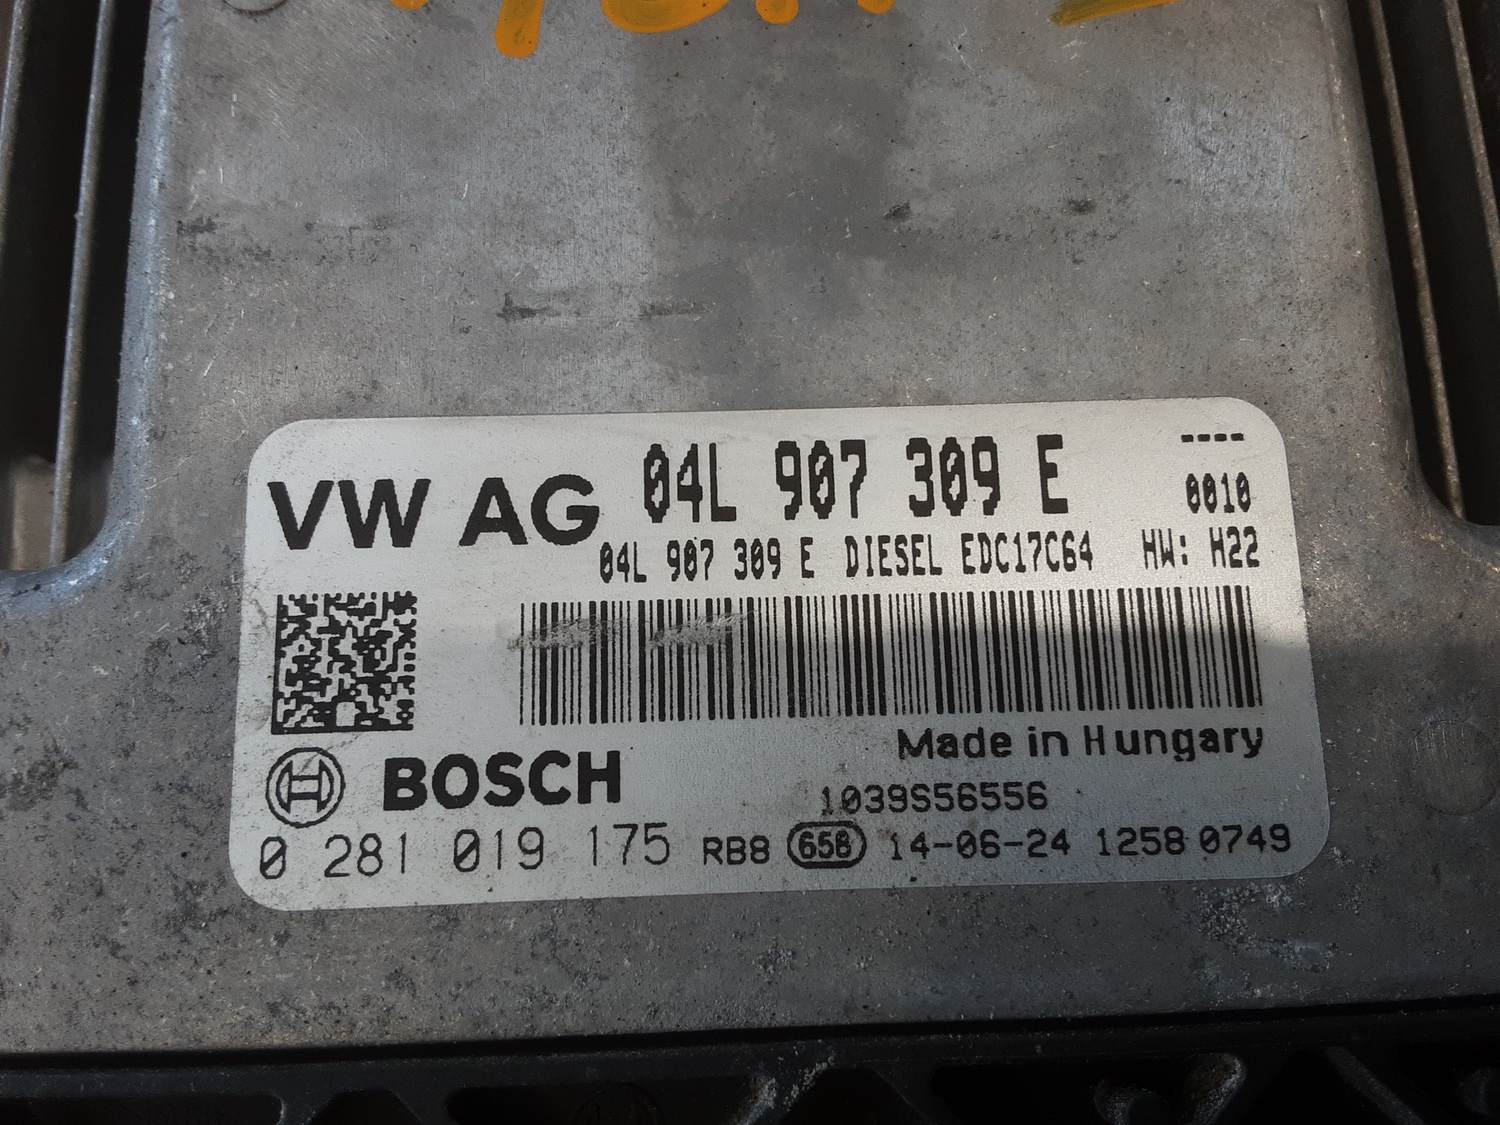 VW AG 04L 907 309 E ----
0010
04L 907 309 E DIESEL EDC17C64 HW: H22
Made in Hungary
BOSCH
1039S56556
0 281 019 175 RB8 658 14-06-24 1258 0749